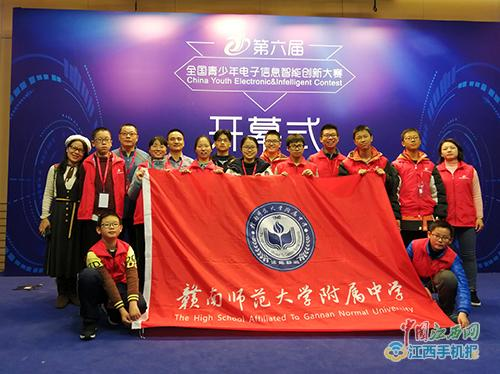 第六届
全国青少年电子信息智能创新大赛
China Youth Electronic&Intelligent Contest
开幕式
赣南师范大学附属中学
The High School Affiliated To Gannan Normal University
中国江西网
江西手机报